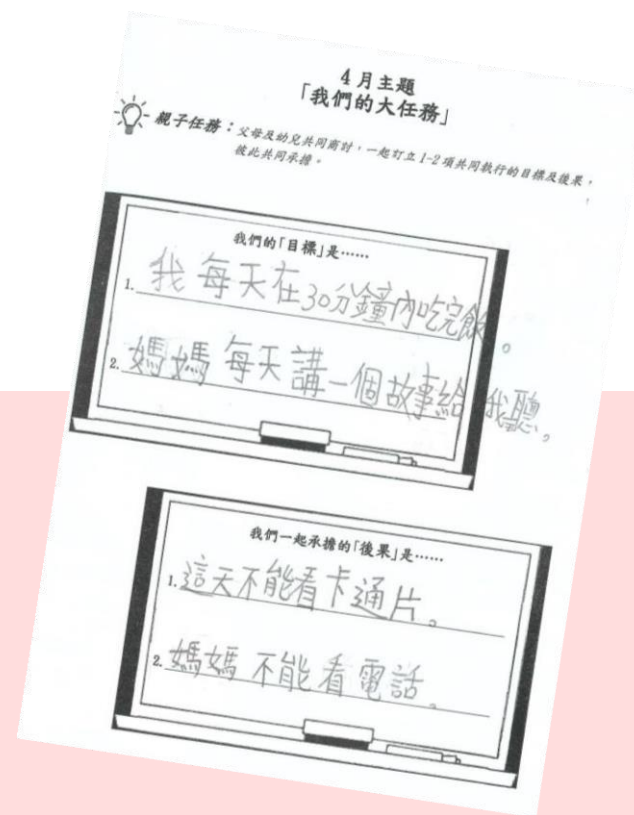 4月主題
「我們的大任務」
親子任務：父母及幼兒共同商討，一起訂立1-2項共同執行的目標及後果，
彼此共同承擔。
我們的「目標」是……
1. 我每天在30分鐘內吃完飯。
2. 媽媽每天講一個故事給我聽。
我們一起承擔的「後果」是……
1. 這天不能看卡通片。
2. 媽媽不能看電話。